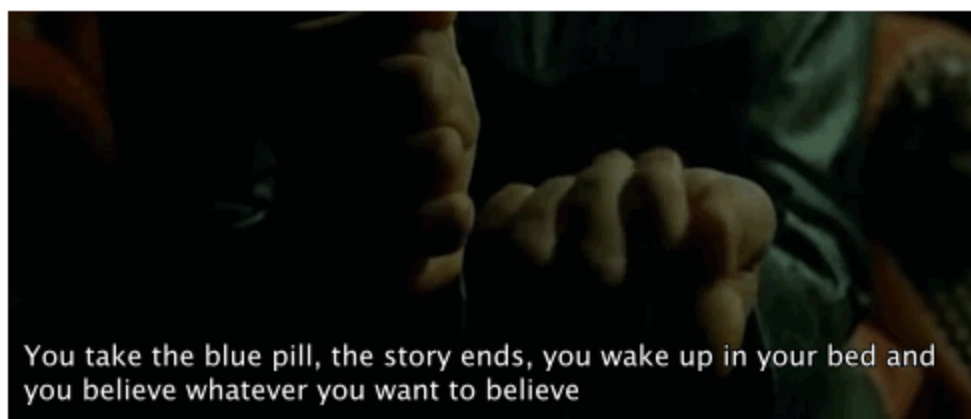 You take the blue pill, the story ends, you wake up in your bed and
you believe whatever you want to believe